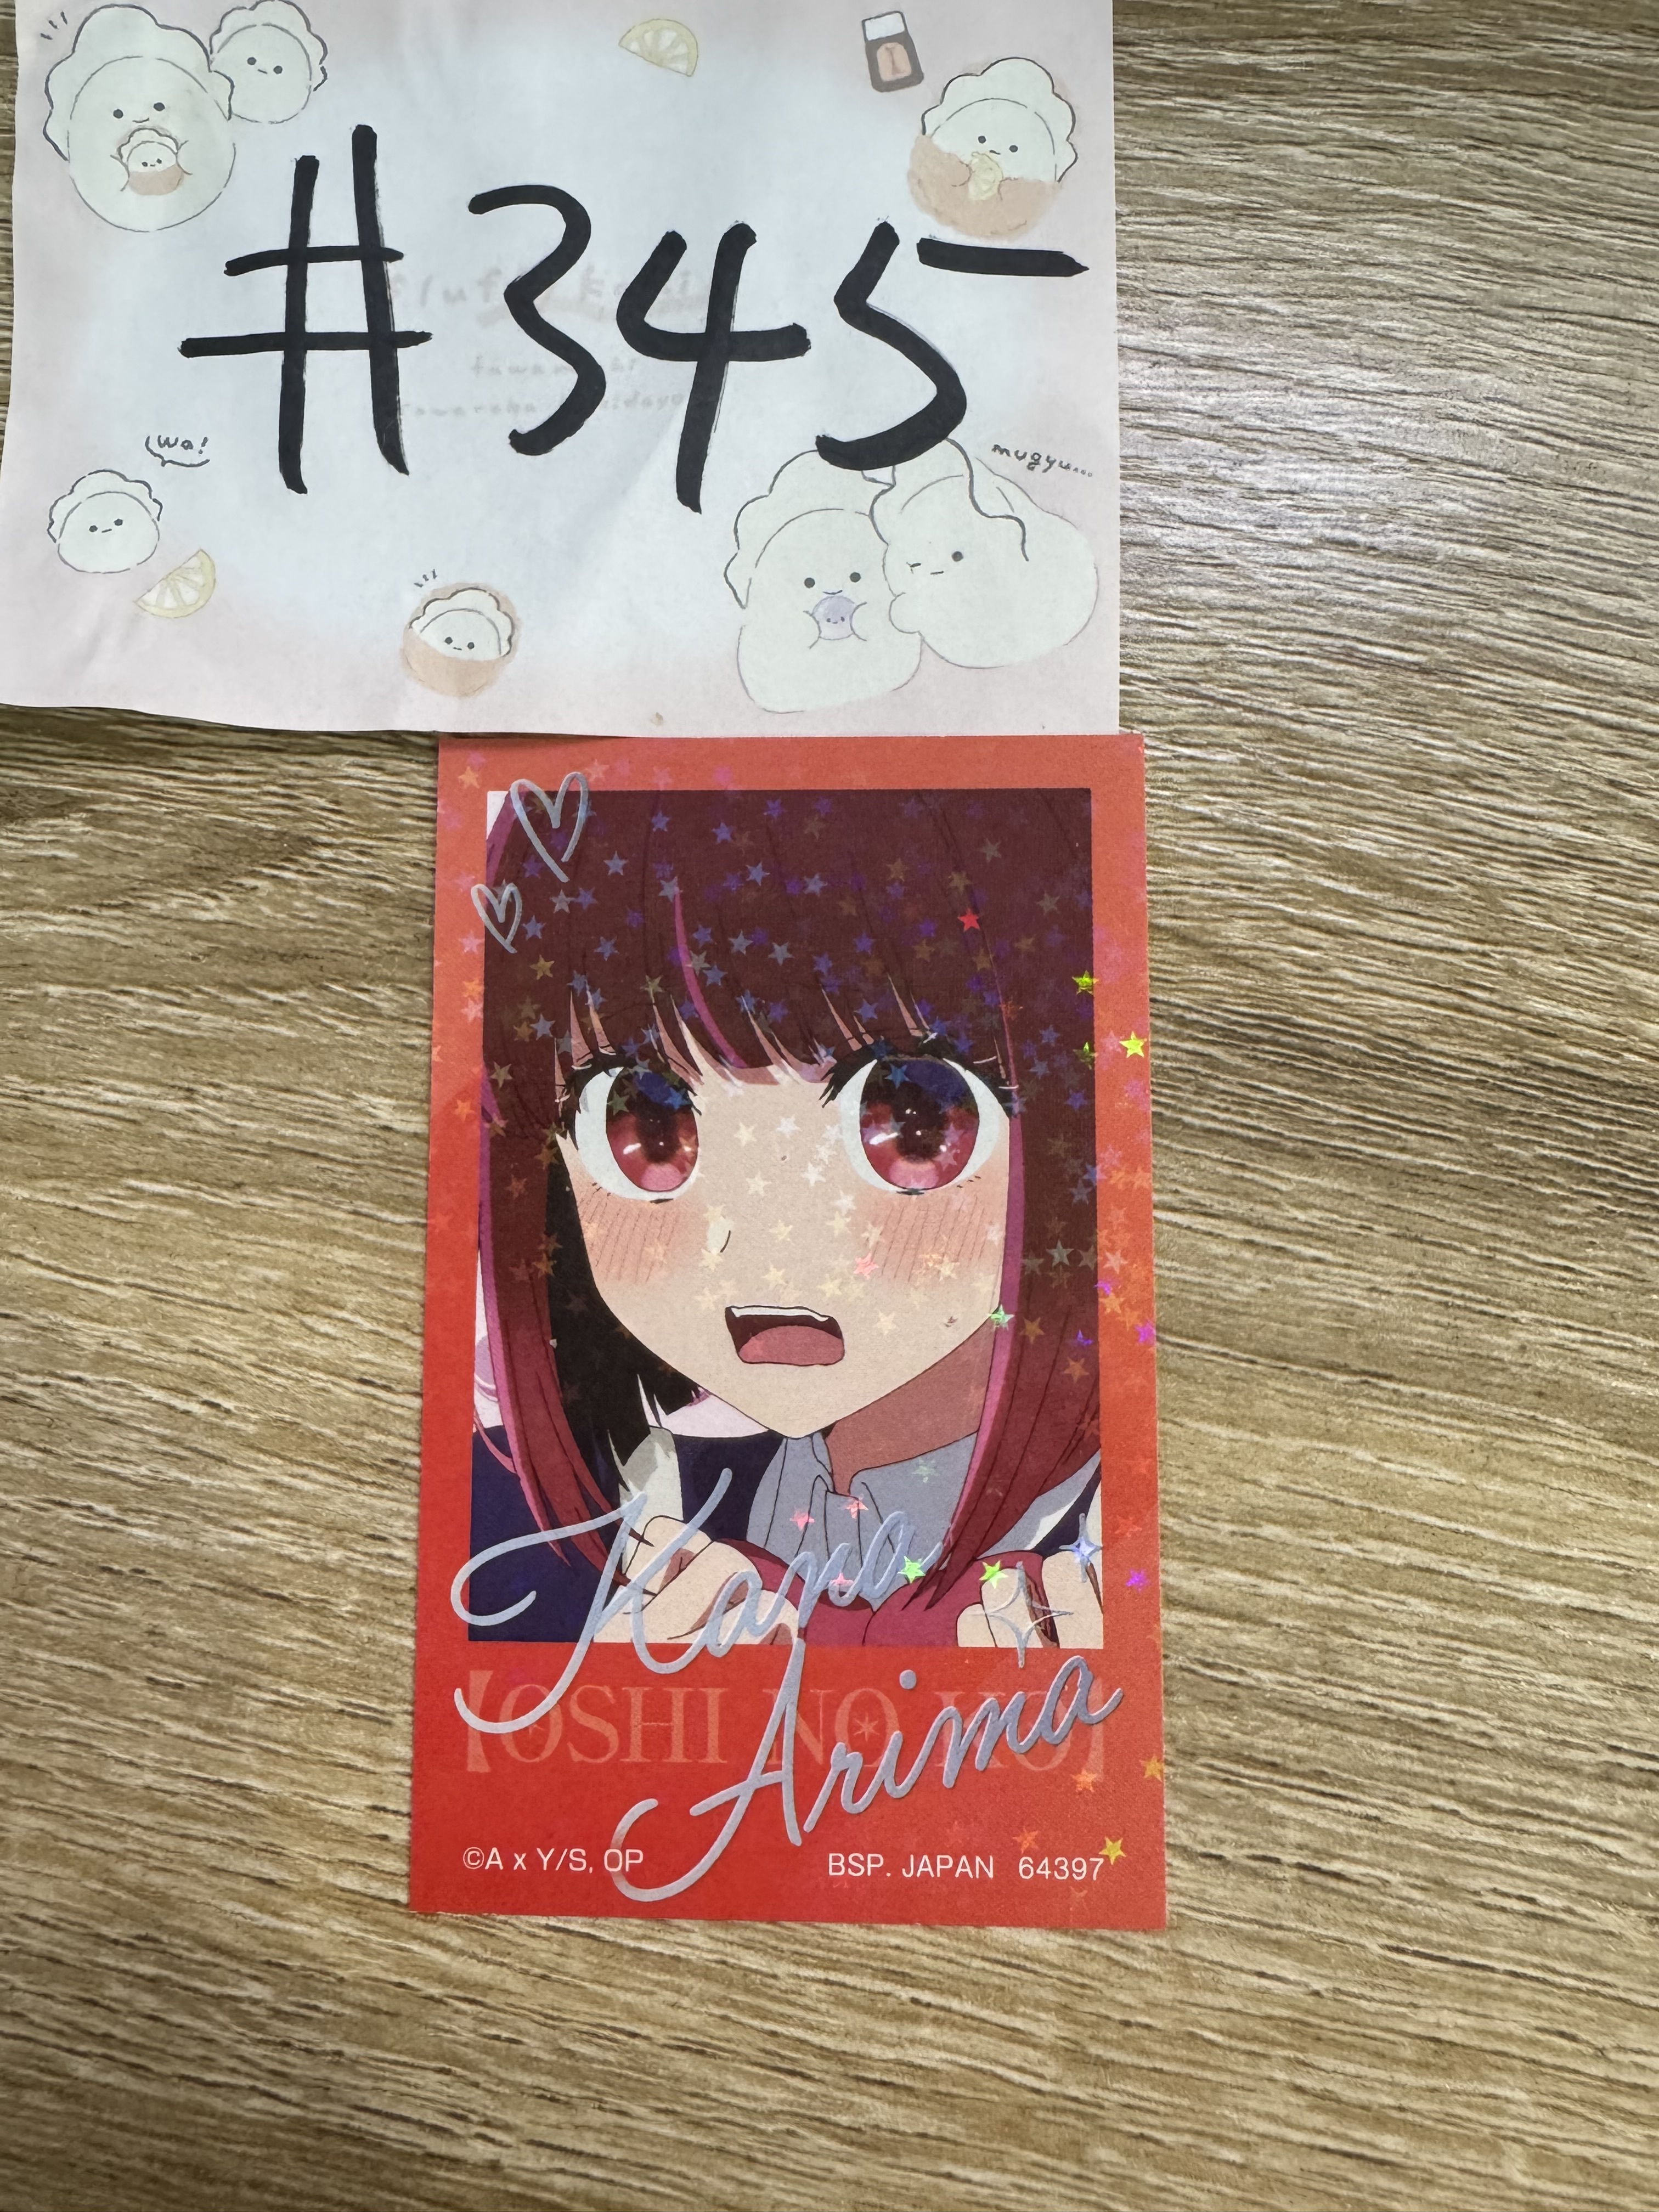 #345
(Wa!
mugyu....
Kana
Arima
【OSHI NO KO】
©A x Y/S, OP
BSP. JAPAN 64397